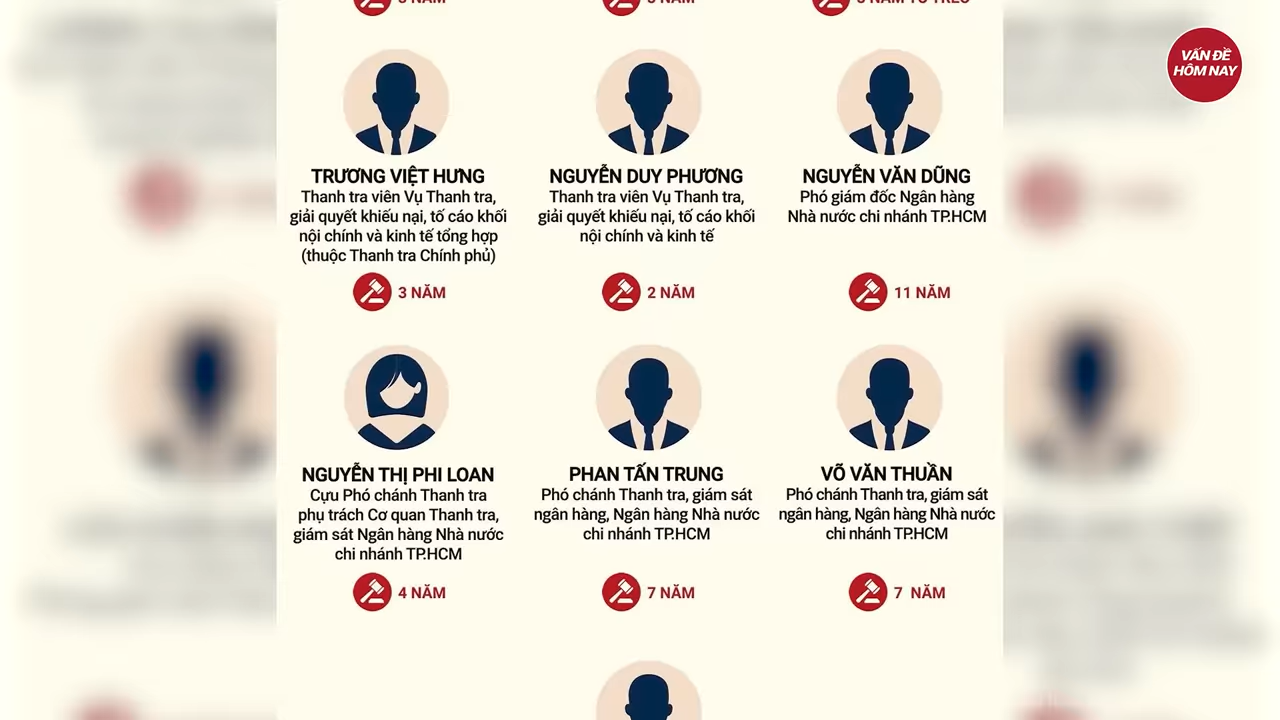 VẤN ĐỀ
HÔM NAY
TRƯƠNG VIỆT HƯNG
Thanh tra viên Vụ Thanh tra,
giải quyết khiếu nại, tố cáo khối
nội chính và kinh tế tổng hợp
(thuộc Thanh tra Chính phủ)
3 NĂM
NGUYỄN DUY PHƯƠNG
Thanh tra viên Vụ Thanh tra,
giải quyết khiếu nại, tố cáo khối
nội chính và kinh tế
2 NĂM
NGUYỄN VĂN DŨNG
Phó giám đốc Ngân hàng
Nhà nước chi nhánh TP.HCM
11 NĂM
NGUYỄN THỊ PHI LOAN
Cựu Phó chánh Thanh tra
phụ trách Cơ quan Thanh tra,
giám sát Ngân hàng Nhà nước
chi nhánh TP.HCM
4 NĂM
PHAN TẤN TRUNG
Phó chánh Thanh tra, giám sát
ngân hàng, Ngân hàng Nhà nước
chi nhánh TP.HCM
7 NĂM
VÕ VĂN THUẦN
Phó chánh Thanh tra, giám sát
ngân hàng, Ngân hàng Nhà nước
chi nhánh TP.HCM
7 NĂM